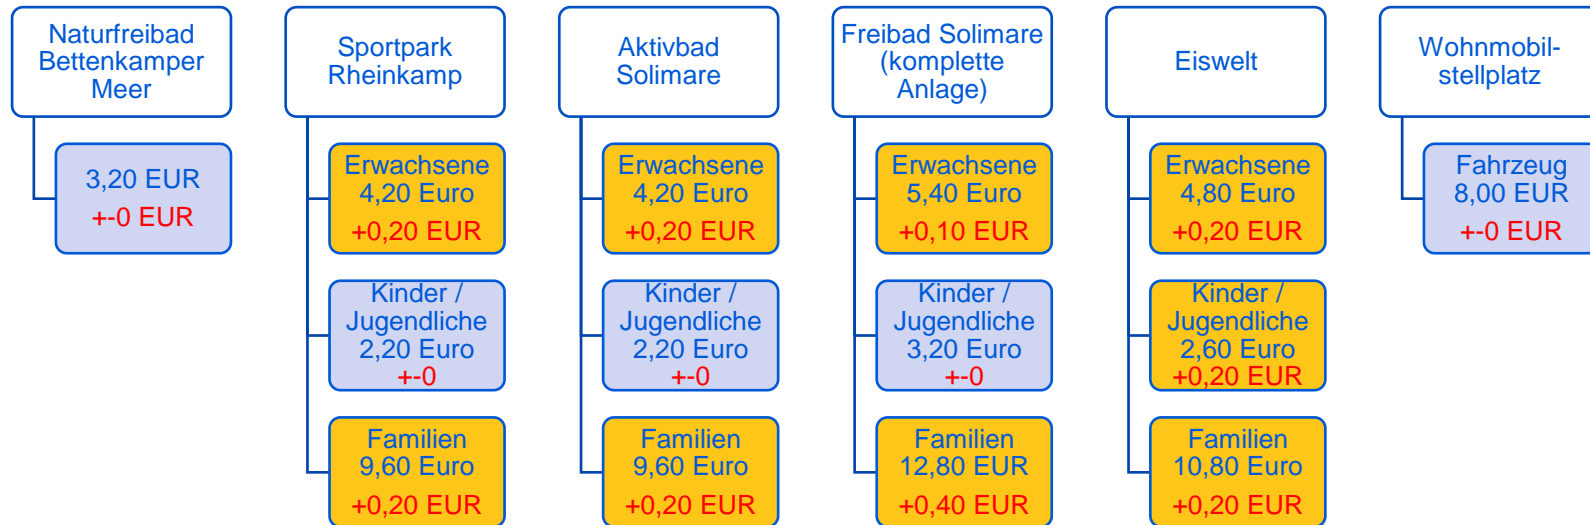 Naturfreibad
Bettenkamper
Meer
3,20 EUR
+-0 EUR
Sportpark
Rheinkamp
Erwachsene
4,20 Euro
+0,20 EUR
Kinder /
Jugendliche
2,20 Euro
+-0
Familien
9,60 Euro
+0,20 EUR
Aktivbad
Solimare
Erwachsene
4,20 Euro
+0,20 EUR
Kinder /
Jugendliche
2,20 Euro
+-0
Familien
9,60 Euro
+0,20 EUR
Freibad Solimare
(komplette
Anlage)
Erwachsene
5,40 Euro
+0,10 EUR
Kinder /
Jugendliche
3,20 Euro
+-0
Familien
12,80 EUR
+0,40 EUR
Eiswelt
Erwachsene
4,80 Euro
+0,20 EUR
Kinder /
Jugendliche
2,60 Euro
+0,20 EUR
Familien
10,80 Euro
+0,20 EUR
Wohnmobil-
stellplatz
Fahrzeug
8,00 EUR
+-0 EUR